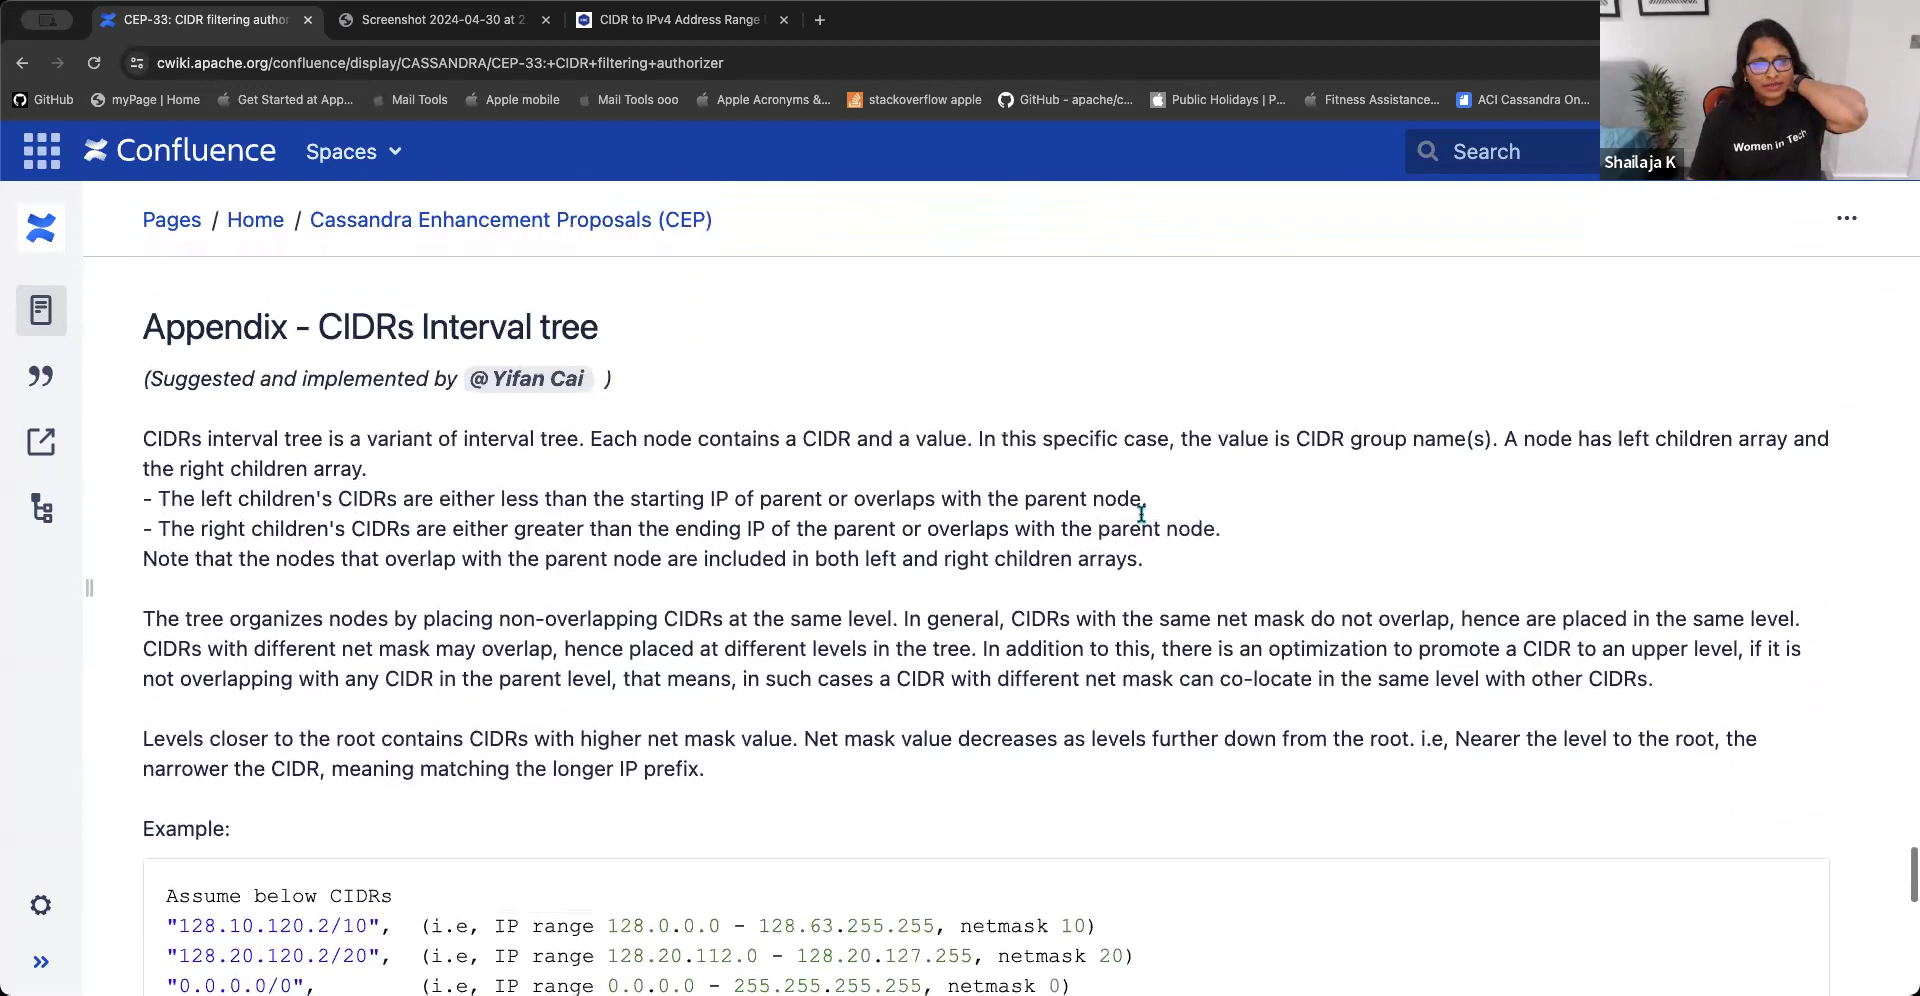 CEP-33: CIDR filtering author
Screenshot 2024-04-30 at 2.
CIDR to IPv4 Address Range
cwiki.apache.org/confluence/display/CASSANDRA/CEP-33:+CIDR+filtering+authorizer
GitHub
myPage | Home
Get Started at App...
Mail Tools
Apple mobile
Mail Tools ooo
Apple Acronyms &...
stackoverflow apple
GitHub - apache/c...
Public Holidays | P...
Fitness Assistance...
ACI Cassandra On...
Women in Tech
Shailaja K
Confluence
Spaces
Search
Pages / Home / Cassandra Enhancement Proposals (CEP)
Appendix - CIDRs Interval tree
(Suggested and implemented by @Yifan Cai )
CIDRs interval tree is a variant of interval tree. Each node contains a CIDR and a value. In this specific case, the value is CIDR group name(s). A node has left children array and
the right children array.
- The left children's CIDRs are either less than the starting IP of parent or overlaps with the parent node.
- The right children's CIDRs are either greater than the ending IP of the parent or overlaps with the parent node.
Note that the nodes that overlap with the parent node are included in both left and right children arrays.
The tree organizes nodes by placing non-overlapping CIDRs at the same level. In general, CIDRs with the same net mask do not overlap, hence are placed in the same level.
CIDRs with different net mask may overlap, hence placed at different levels in the tree. In addition to this, there is an optimization to promote a CIDR to an upper level, if it is
not overlapping with any CIDR in the parent level, that means, in such cases a CIDR with different net mask can co-locate in the same level with other CIDRs.
Levels closer to the root contains CIDRs with higher net mask value. Net mask value decreases as levels further down from the root. i.e, Nearer the level to the root, the
narrower the CIDR, meaning matching the longer IP prefix.
Example:
Assume below CIDRs
"128.10.120.2/10", (i.e, IP range 128.0.0.0 - 128.63.255.255, netmask 10)
"128.20.120.2/20", (i.e, IP range 128.20.112.0 - 128.20.127.255, netmask 20)
"0.0.0.0/0", (i.e, IP range 0.0.0.0 - 255.255.255.255, netmask 0)